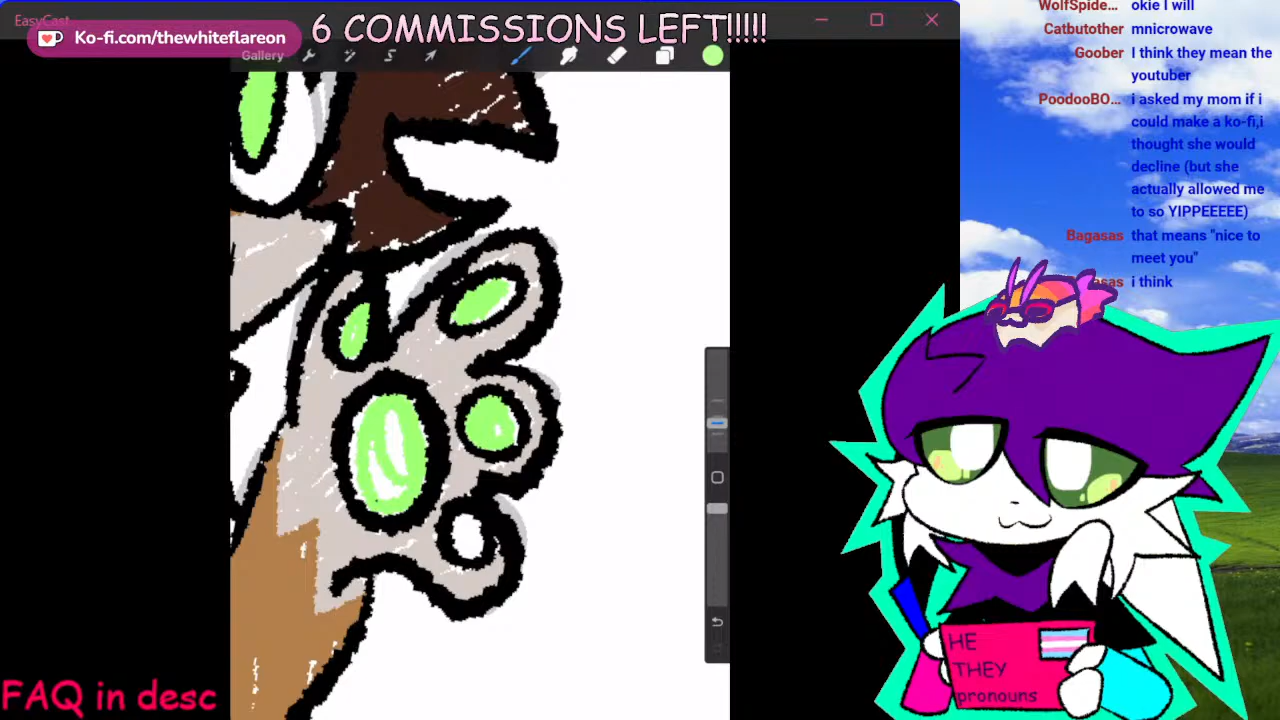 EasyCast
Ko-fi.com/thewhiteflareon
6 COMMISSIONS LEFT!!!!!
Gallery
WolfSpide… okie I will
Catbutother mnicrowave
Goober I think they mean the
youtuber
PoodooBO… i asked my mom if i
could make a ko-fi,i
thought she would
decline (but she
actually allowed me
to so YIPPEEEEE)
Bagasas that means "nice to
meet you"
i think
HE
THEY
pronouns
FAQ in desc